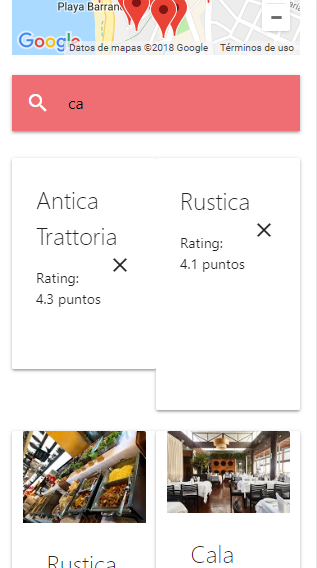 Playa Barran
Google
Datos de mapas ©2018 Google
Términos de uso
ca
Antica
Trattoria
Rating:
4.3 puntos
Rustica
Rating:
4.1 puntos
Rustica
Cala